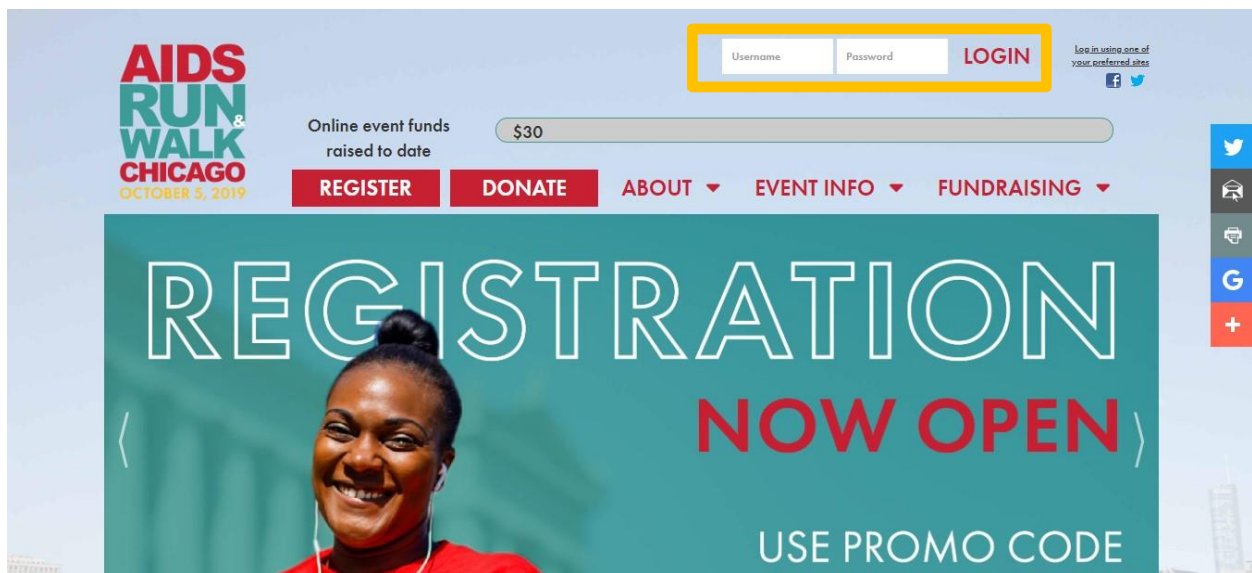 AIDS
RUN &
WALK
CHICAGO
OCTOBER 5, 2019
Username
Password
LOGIN
Log in using one of
your preferred sites
Online event funds
raised to date
$30
REGISTER
DONATE
ABOUT
EVENT INFO
FUNDRAISING
REGISTRATION
NOW OPEN
USE PROMO CODE